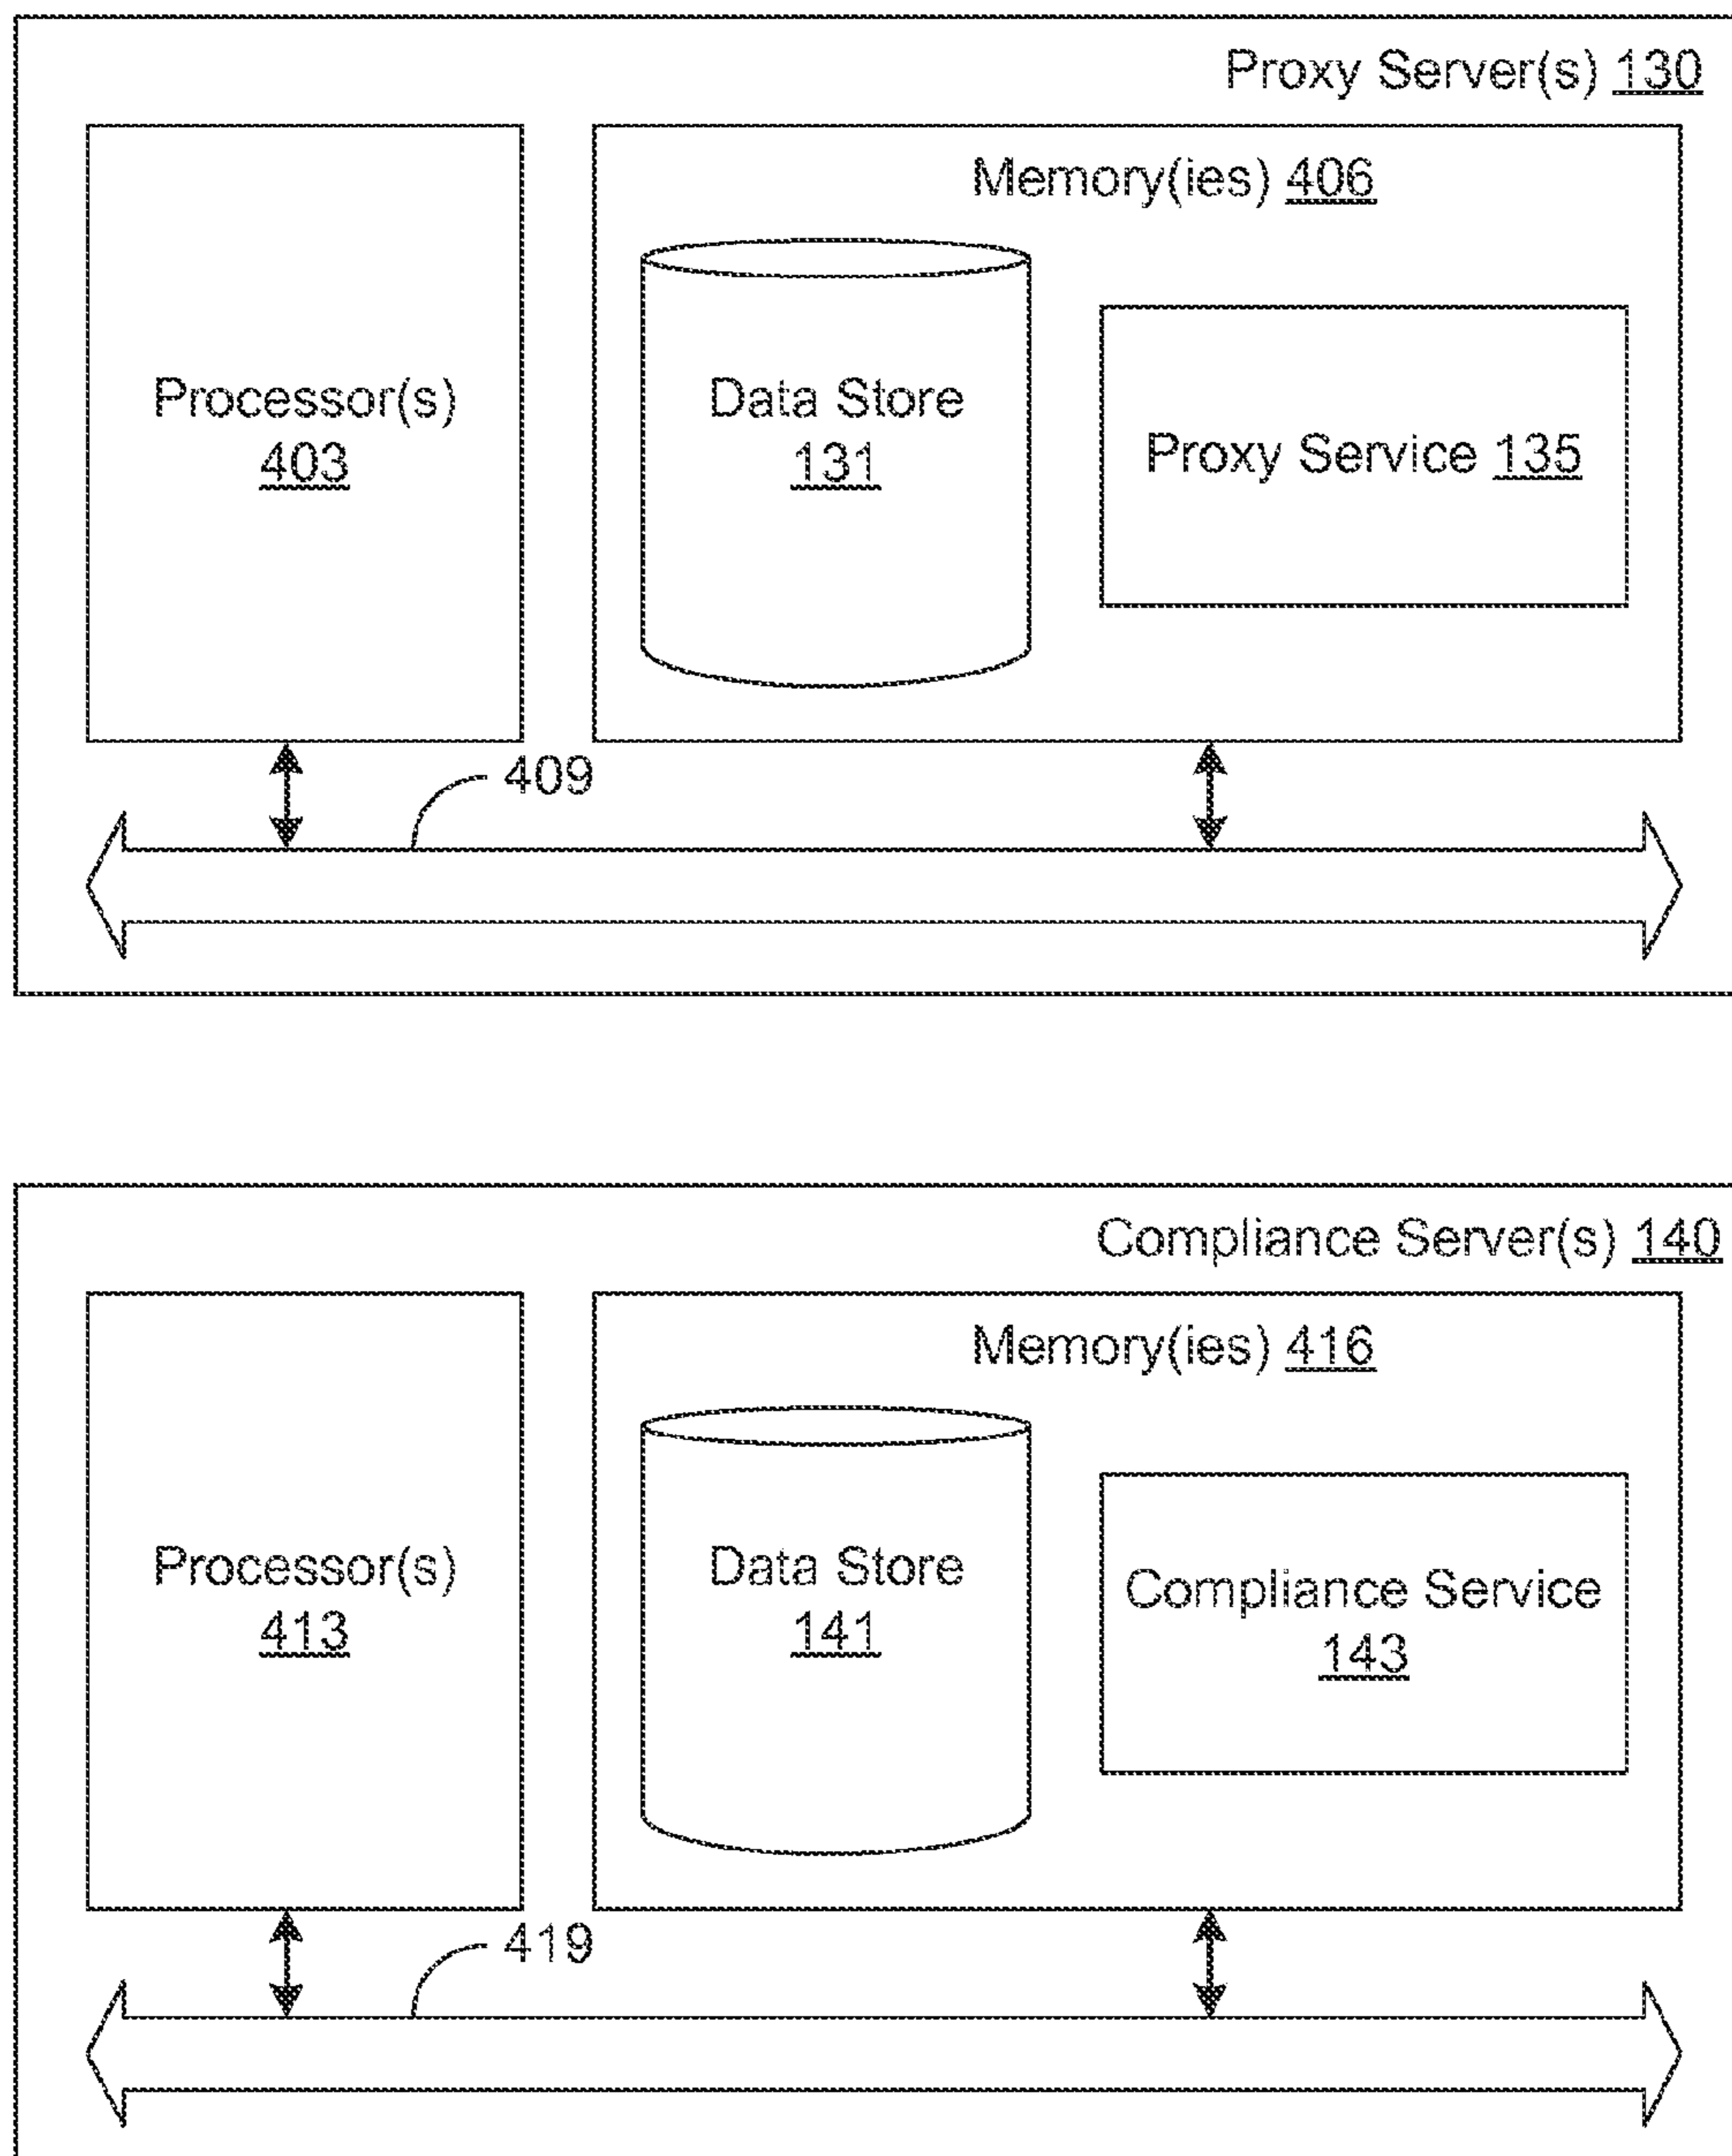 Proxy Server(s) 130
Memory(ies) 406
Processor(s)
403
Data Store
131
Proxy Service 135
409
Compliance Server(s) 140
Memory(ies) 416
Processor(s)
413
Data Store
141
Compliance Service
143
419